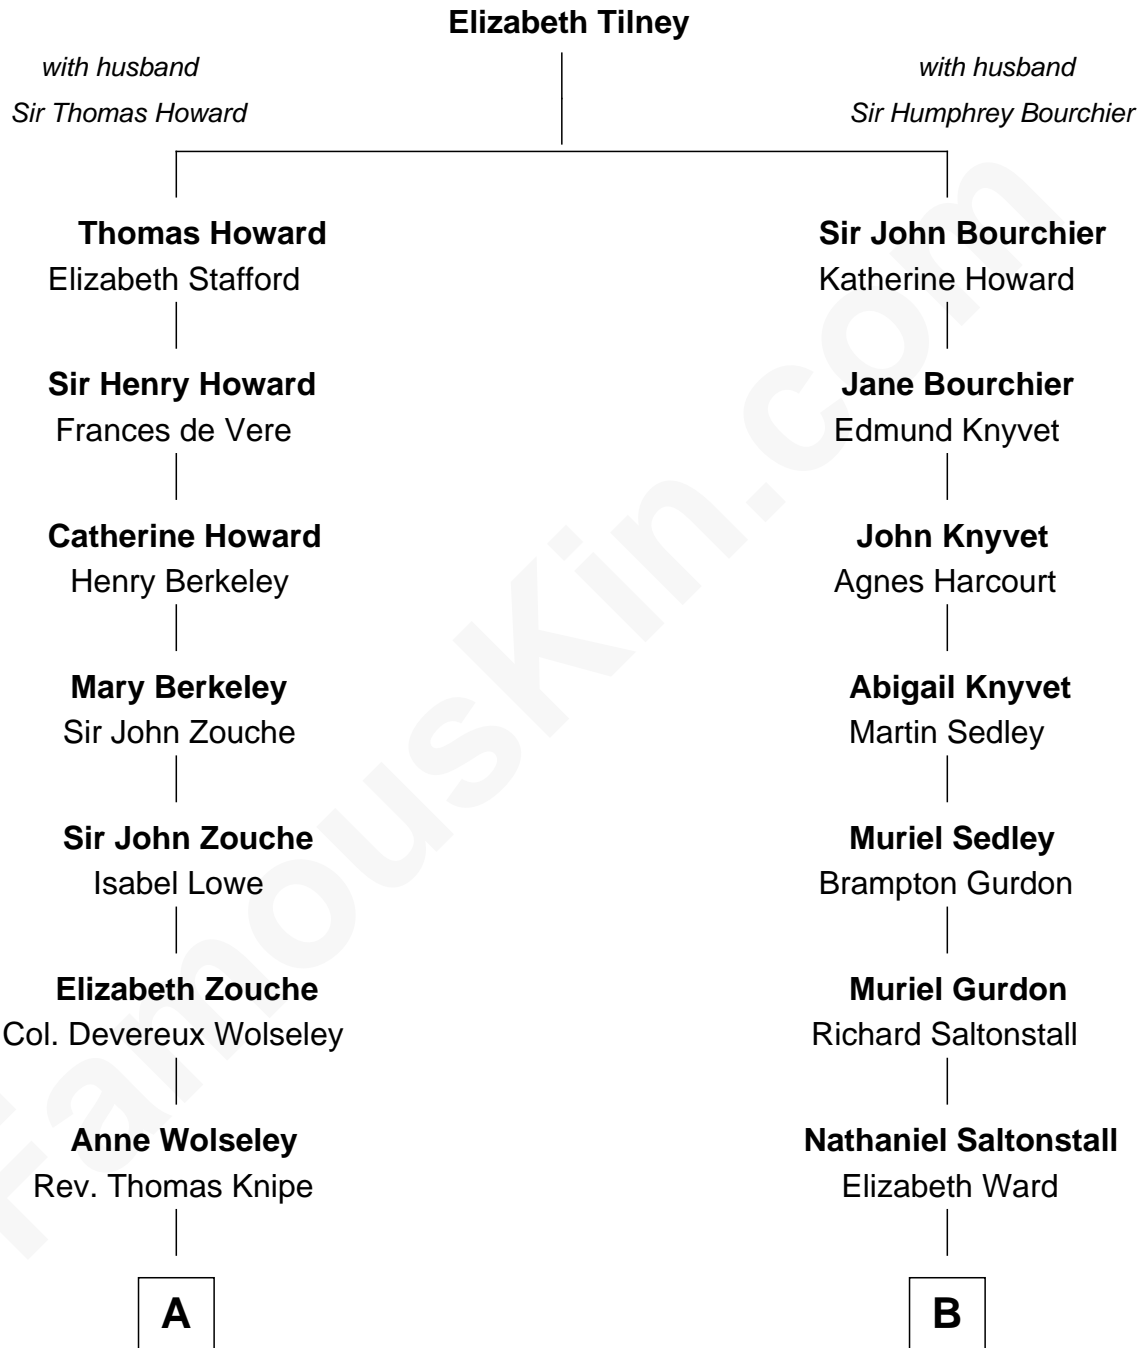 Elizabeth Tilney
with husband
Sir Thomas Howard
with husband
Sir Humphrey Bourchier
Thomas Howard
Elizabeth Stafford
Sir John Bourchier
Katherine Howard
Sir Henry Howard
Frances de Vere
Jane Bourchier
Edmund Knyvet
Catherine Howard
Henry Berkeley
John Knyvet
Agnes Harcourt
Mary Berkeley
Sir John Zouche
Abigail Knyvet
Martin Sedley
Sir John Zouche
Isabel Lowe
Muriel Sedley
Brampton Gurdon
Elizabeth Zouche
Col. Devereux Wolseley
Muriel Gurdon
Richard Saltonstall
Anne Wolseley
Rev. Thomas Knipe
Nathaniel Saltonstall
Elizabeth Ward
A
B
FamousKin.com